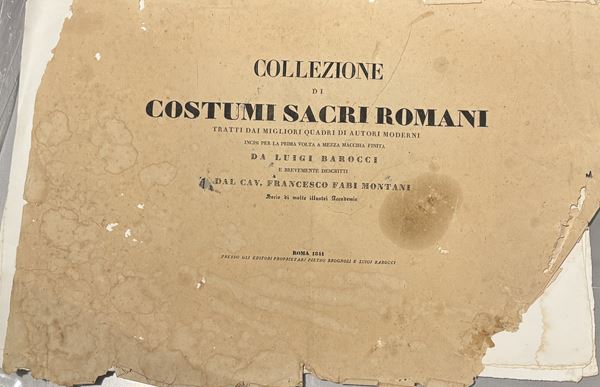 COLLEZIONE
DI
COSTUMI SACRI ROMANI
TRATTI DAI MIGLIORI QUADRI DI AUTORI MODERNI
INCISI PER LA PRIMA VOLTA A MEZZA MACCHIA FINITA
DA LUIGI BAROCCI
E BREVEMENTE DESCRITTI
DAL CAV. FRANCESCO FABI MONTANI
Socio di molte illustri Accademie
ROMA 1841
PRESSO GLI EDITORI PROPRIETARI PIETRO BROGNOLI E LUIGI BAROCCI